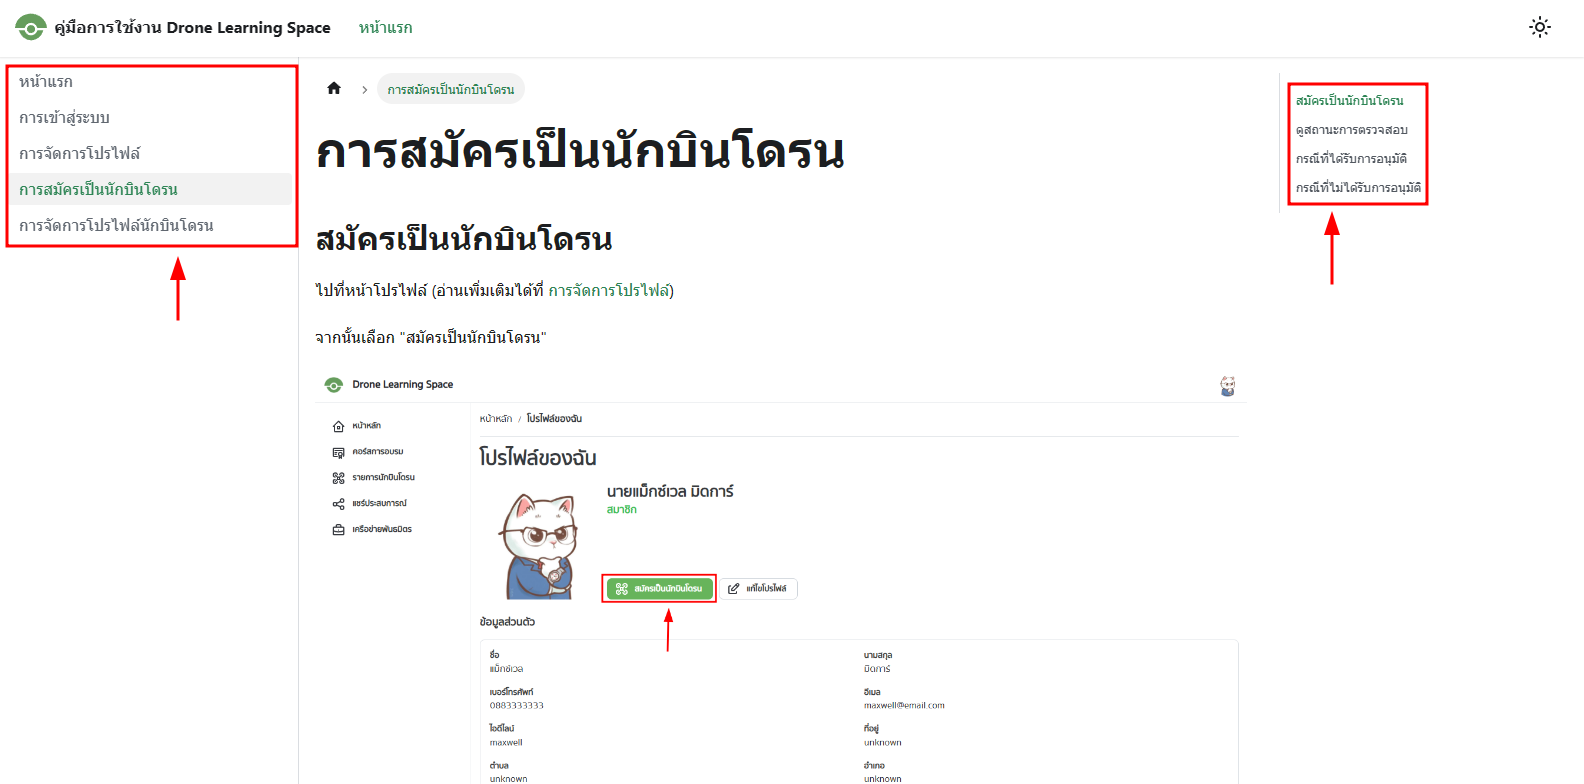 คู่มือการใช้งาน Drone Learning Space
หน้าแรก
หน้าแรก
การเข้าสู่ระบบ
การจัดการโปรไฟล์
การสมัครเป็นนักบินโดรน
การจัดการโปรไฟล์นักบินโดรน
การสมัครเป็นนักบินโดรน
การสมัครเป็นนักบินโดรน
สมัครเป็นนักบินโดรน
ไปที่หน้าโปรไฟล์ (อ่านเพิ่มเติมได้ที่ การจัดการโปรไฟล์)
จากนั้นเลือก "สมัครเป็นนักบินโดรน"
Drone Learning Space
หน้าหลัก
คอร์สการอบรม
รายการนักบินโดรน
แชร์ประสบการณ์
เครือข่ายพันธมิตร
หน้าหลัก / โปรไฟล์ของฉัน
โปรไฟล์ของฉัน
นายแม็กซ์เวล มิดการ์
สมาชิก
สมัครเป็นนักบินโดรน
แก้ไขโปรไฟล์
ข้อมูลส่วนตัว
ชื่อ
แม็กซ์เวล
นามสกุล
มิดการ์
เบอร์โทรศัพท์
0883333333
อีเมล
maxwell@email.com
ไอดีไลน์
maxwell
ที่อยู่
unknown
ตำบล
unknown
อำเภอ
unknown
สมัครเป็นนักบินโดรน
ดูสถานะการตรวจสอบ
กรณีที่ได้รับการอนุมัติ
กรณีที่ไม่ได้รับการอนุมัติ